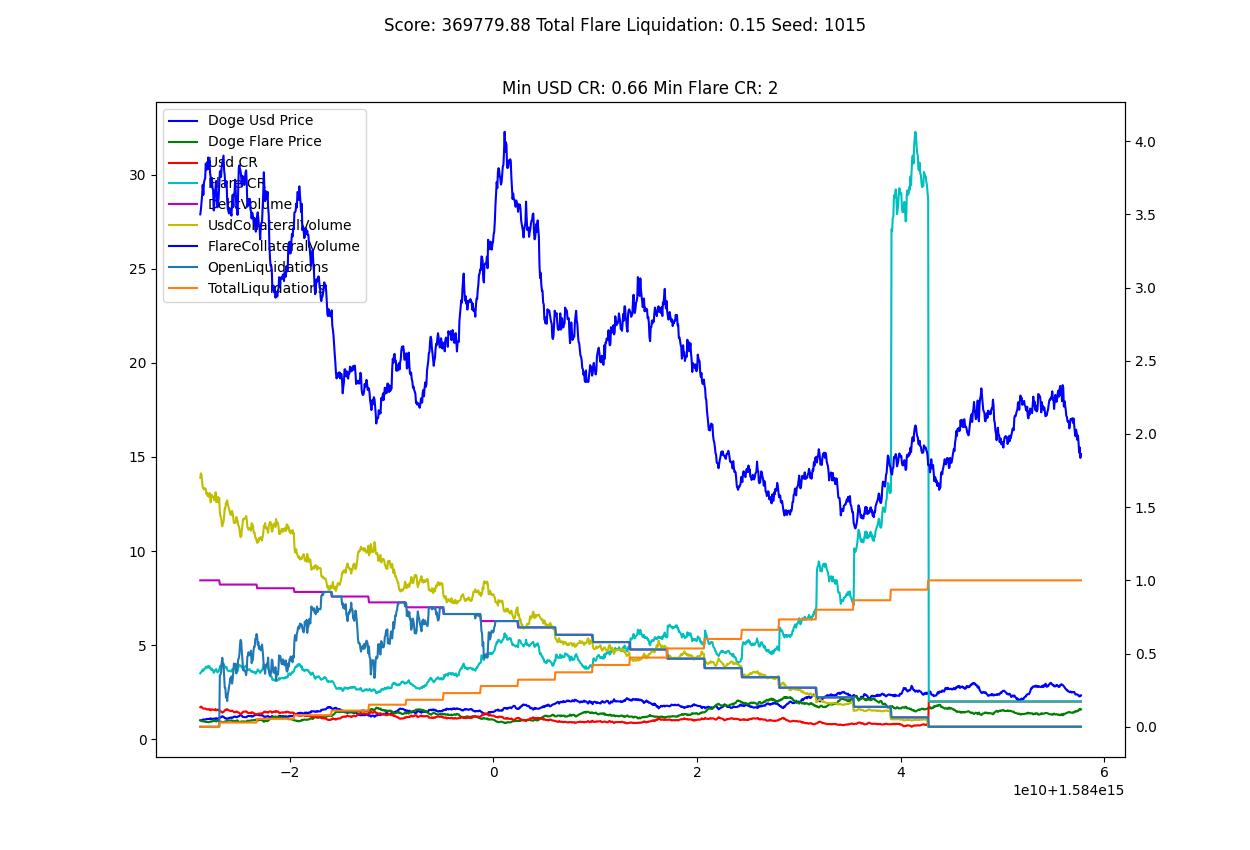 Score: 369779.88 Total Flare Liquidation: 0.15 Seed: 1015
Min USD CR: 0.66 Min Flare CR: 2
Doge Usd Price
Doge Flare Price
Usd CR
Flare CR
DebtVolume
UsdCollateralVolume
FlareCollateralVolume
OpenLiquidations
TotalLiquidations
30
25
20
15
10
5
0
4.0
3.5
3.0
2.5
2.0
1.5
1.0
0.5
0.0
−2 0 2 4 6
1e10+1.584e15